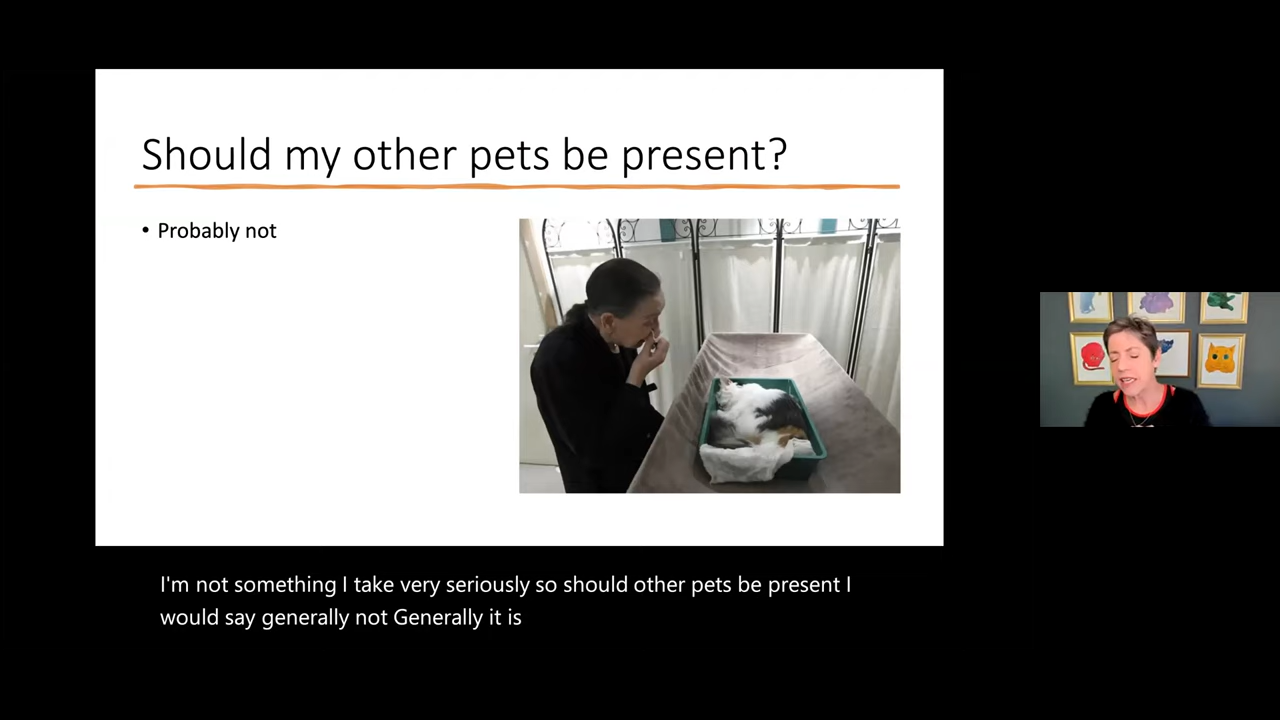 Should my other pets be present?
• Probably not
I'm not something I take very seriously so should other pets be present I
would say generally not Generally it is